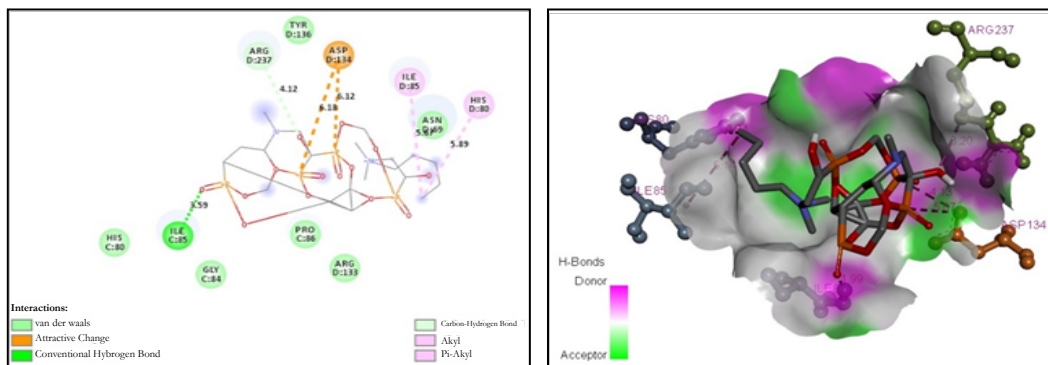 TYR
D:136
ARG
D:237
ASP
D:134
ILE
D:85
HIS
D:80
ASN
4.12
6.18
6.12
5.89
3.59
ILE
C:85
HIS
C:80
GLY
C:84
PRO
C:86
ARG
D:133
Interactions:
van der waals
Attractive Change
Conventional Hybrogen Bond
Carbon-Hydrogen Bond
Akyl
Pi-Akyl
ARG237
ILE85
ASP134
H-Bonds
Donor
Acceptor